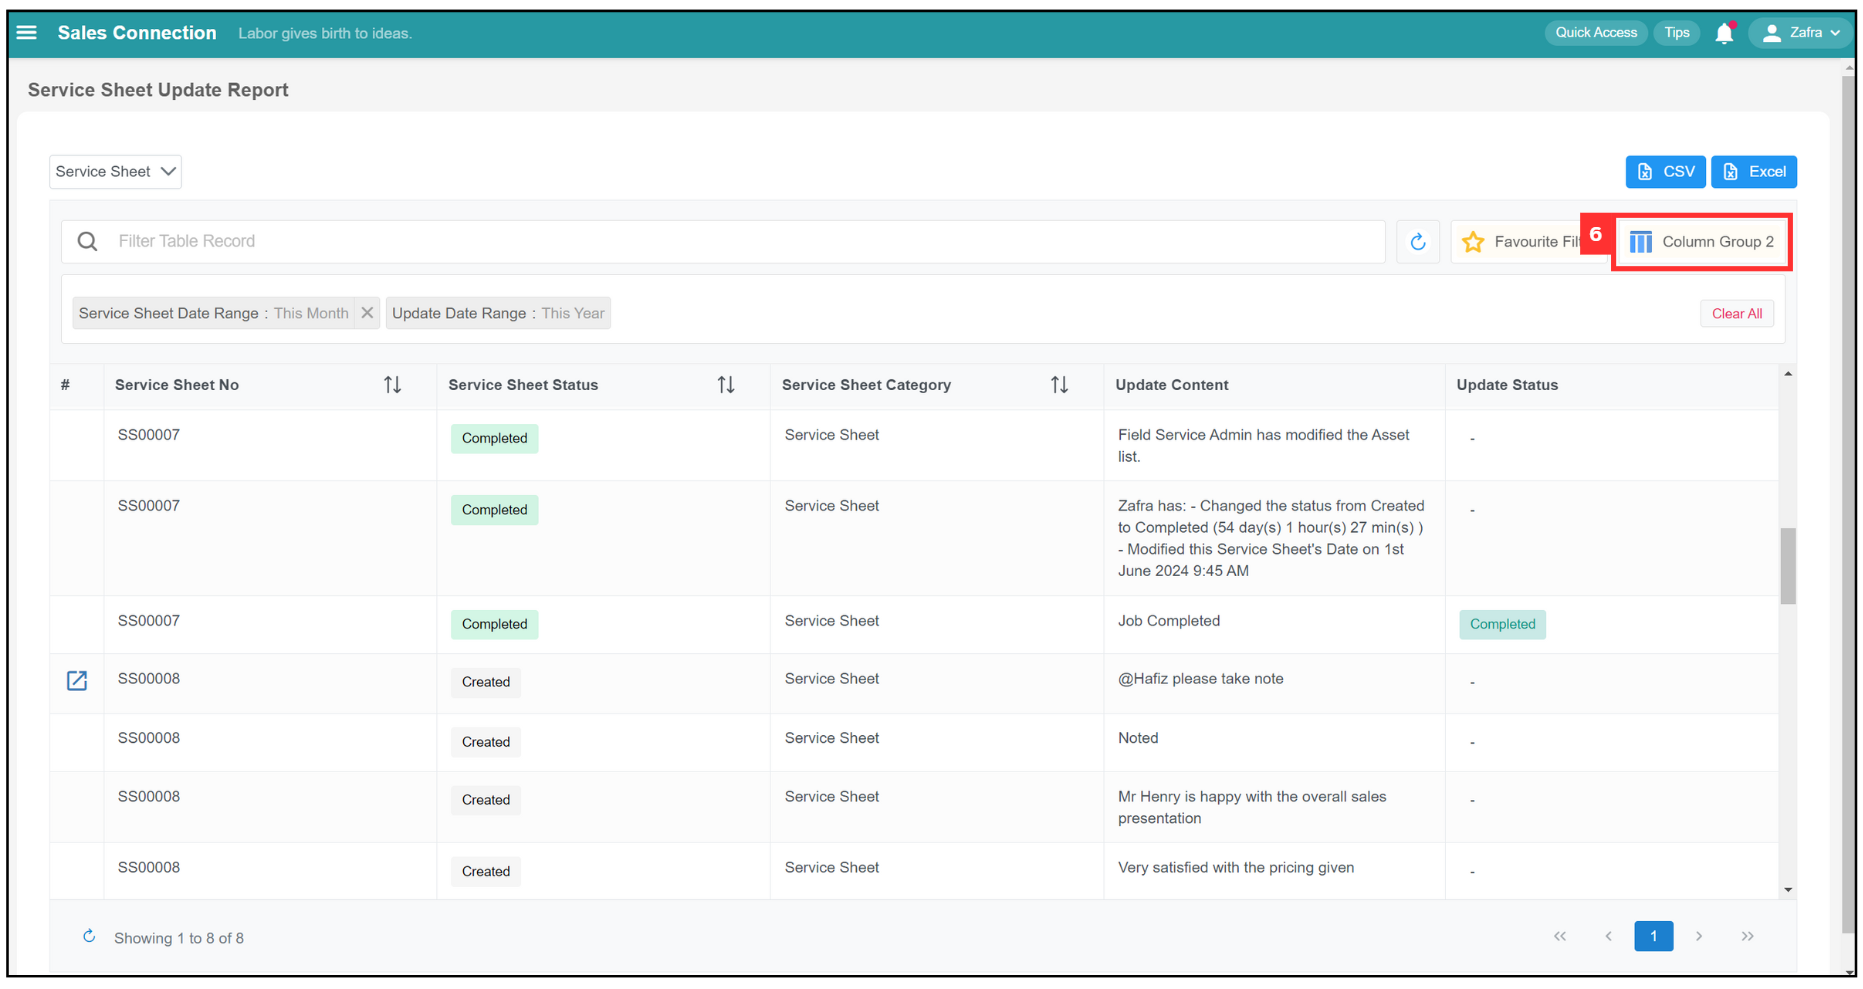 Sales Connection
Labor gives birth to ideas.
Quick Access
Tips
Zafra
Service Sheet Update Report
Service Sheet
CSV
Excel
Filter Table Record
Favourite Fil
6
Column Group 2
Service Sheet Date Range : This Month
Update Date Range : This Year
Clear All
# Service Sheet No Service Sheet Status Service Sheet Category Update Content Update Status
SS00007 Completed Service Sheet Field Service Admin has modified the Asset -
list.
SS00007 Completed Service Sheet Zafra has: - Changed the status from Created -
to Completed (54 day(s) 1 hour(s) 27 min(s) )
- Modified this Service Sheet's Date on 1st
June 2024 9:45 AM
SS00007 Completed Service Sheet Job Completed Completed
SS00008 Created Service Sheet @Hafiz please take note -
SS00008 Created Service Sheet Noted -
SS00008 Created Service Sheet Mr Henry is happy with the overall sales -
presentation
SS00008 Created Service Sheet Very satisfied with the pricing given -
Showing 1 to 8 of 8
1